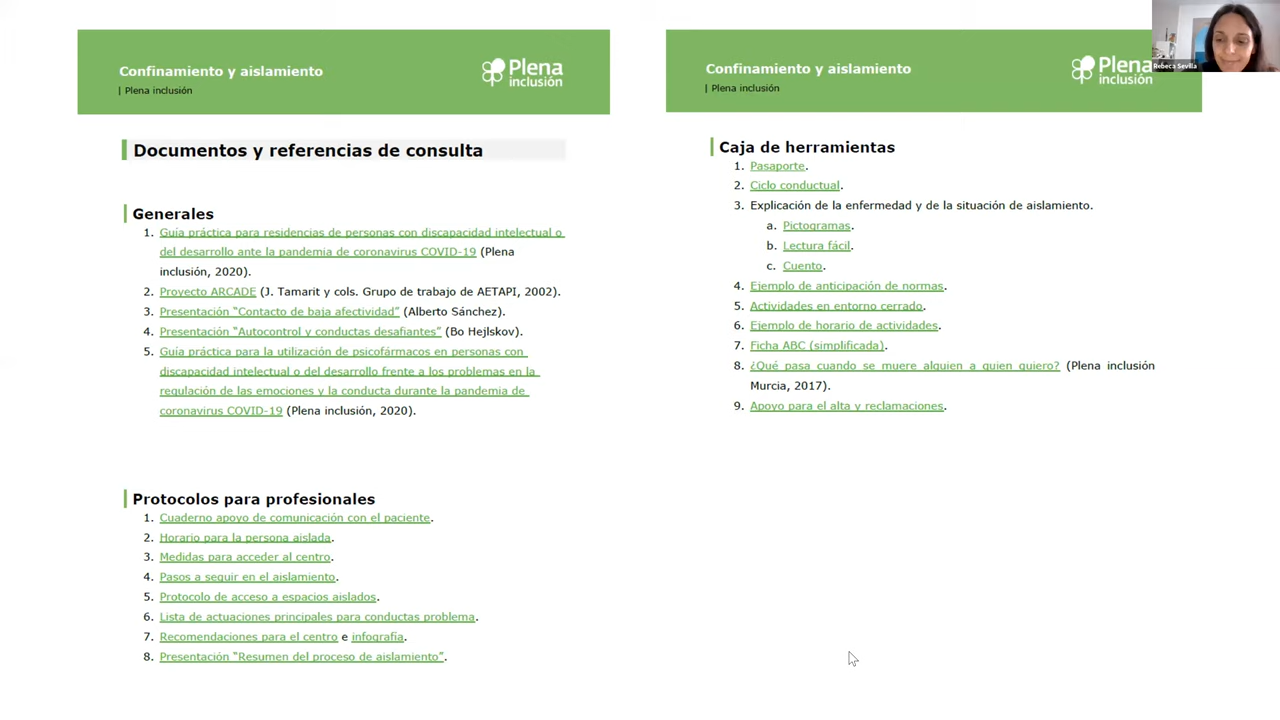 Confinamiento y aislamiento
| Plena inclusión
Plena
inclusión
Documentos y referencias de consulta
Generales
1. Guía práctica para residencias de personas con discapacidad intelectual o
del desarrollo ante la pandemia de coronavirus COVID-19 (Plena
inclusión, 2020).
2. Proyecto ARCADE (J. Tamarit y cols. Grupo de trabajo de AETAPI, 2002).
3. Presentación "Contacto de baja afectividad" (Alberto Sánchez).
4. Presentación "Autocontrol y conductas desafiantes" (Bo Hejlskov).
5. Guía práctica para la utilización de psicofármacos en personas con
discapacidad intelectual o del desarrollo frente a los problemas en la
regulación de las emociones y la conducta durante la pandemia de
coronavirus COVID-19 (Plena inclusión, 2020).
Protocolos para profesionales
1. Cuaderno apoyo de comunicación con el paciente.
2. Horario para la persona aislada.
3. Medidas para acceder al centro.
4. Pasos a seguir en el aislamiento.
5. Protocolo de acceso a espacios aislados.
6. Lista de actuaciones principales para conductas problema.
7. Recomendaciones para el centro e infografía.
8. Presentación "Resumen del proceso de aislamiento".
Confinamiento y aislamiento
| Plena inclusión
Plena
inclusión
Rebeca Sevilla
Caja de herramientas
1. Pasaporte.
2. Ciclo conductual.
3. Explicación de la enfermedad y de la situación de aislamiento.
a. Pictogramas.
b. Lectura fácil.
c. Cuento.
4. Ejemplo de anticipación de normas.
5. Actividades en entorno cerrado.
6. Ejemplo de horario de actividades.
7. Ficha ABC (simplificada).
8. ¿Qué pasa cuando se muere alguien a quien quiero? (Plena inclusión
Murcia, 2017).
9. Apoyo para el alta y reclamaciones.